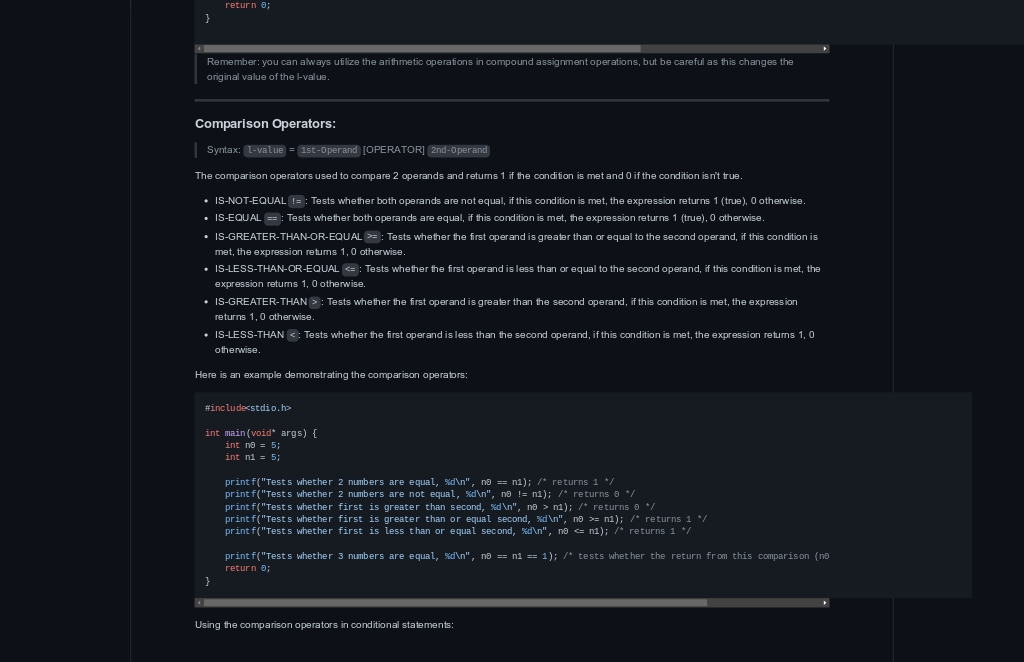 return 0;
}
Remember: you can always utilize the arithmetic operations in compound assignment operations, but be careful as this changes the
original value of the l-value.
Comparison Operators:
Syntax: l-value = 1st-Operand [OPERATOR] 2nd-Operand
The comparison operators used to compare 2 operands and returns 1 if the condition is met and 0 if the condition isn't true.
• IS-NOT-EQUAL != : Tests whether both operands are not equal, if this condition is met, the expression returns 1 (true), 0 otherwise.
• IS-EQUAL == : Tests whether both operands are equal, if this condition is met, the expression returns 1 (true), 0 otherwise.
• IS-GREATER-THAN-OR-EQUAL >= : Tests whether the first operand is greater than or equal to the second operand, if this condition is
met, the expression returns 1, 0 otherwise.
• IS-LESS-THAN-OR-EQUAL <= : Tests whether the first operand is less than or equal to the second operand, if this condition is met, the
expression returns 1, 0 otherwise.
• IS-GREATER-THAN > : Tests whether the first operand is greater than the second operand, if this condition is met, the expression
returns 1, 0 otherwise.
• IS-LESS-THAN < : Tests whether the first operand is less than the second operand, if this condition is met, the expression returns 1, 0
otherwise.
Here is an example demonstrating the comparison operators:
#include<stdio.h>
int main(void* args) {
int n0 = 5;
int n1 = 5;
printf("Tests whether 2 numbers are equal, %d\n", n0 == n1); /* returns 1 */
printf("Tests whether 2 numbers are not equal, %d\n", n0 != n1); /* returns 0 */
printf("Tests whether first is greater than second, %d\n", n0 > n1); /* returns 0 */
printf("Tests whether first is greater than or equal second, %d\n", n0 >= n1); /* returns 1 */
printf("Tests whether first is less than or equal second, %d\n", n0 <= n1); /* returns 1 */
printf("Tests whether 3 numbers are equal, %d\n", n0 == n1 == 1); /* tests whether the return from this comparison (n0
return 0;
}
Using the comparison operators in conditional statements: